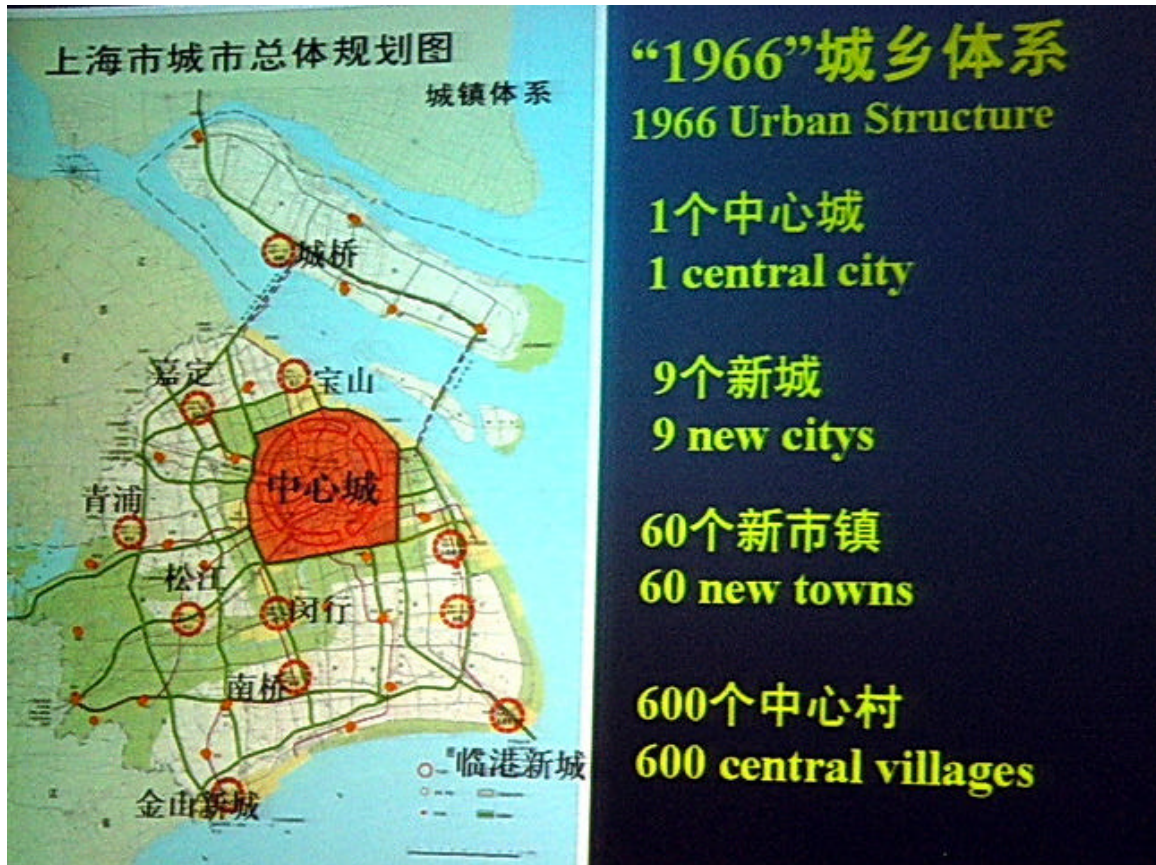 上海市城市总体规划图
城镇体系
城桥
嘉定
宝山
中心城
青浦
松江
闵行
南桥
临港新城
金山新城
“1966”城乡体系
1966 Urban Structure
1个中心城
1 central city
9个新城
9 new citys
60个新市镇
60 new towns
600个中心村
600 central villages